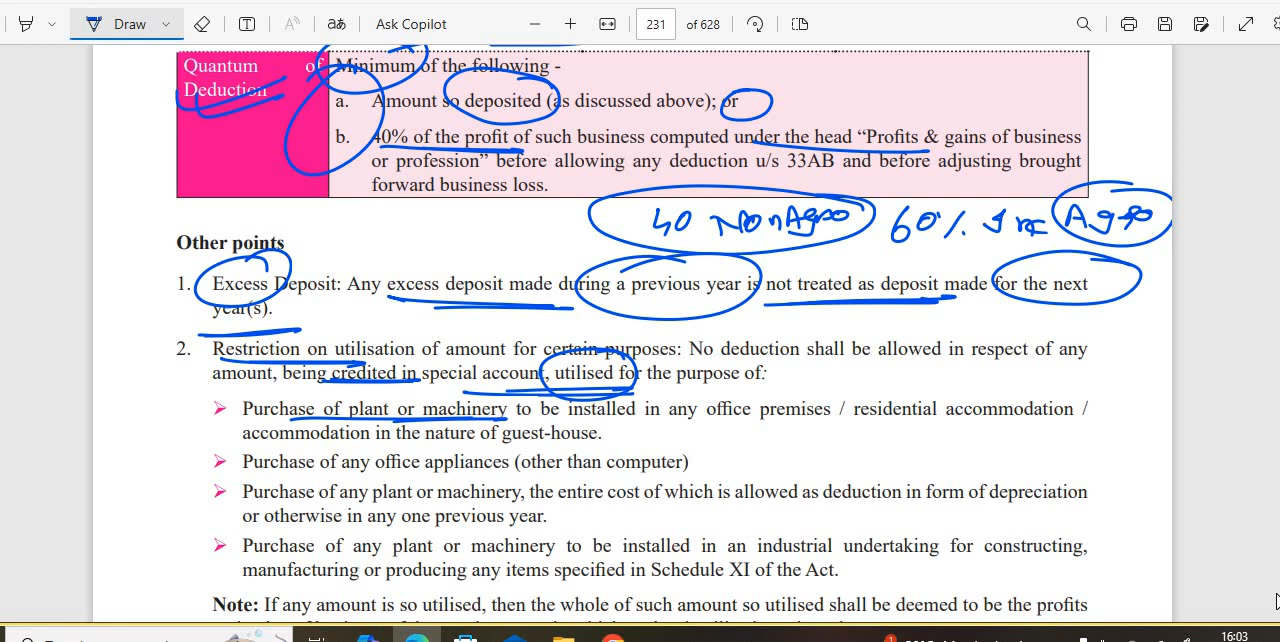 Draw
Ask Copilot
231 of 628
Quantum of Deduction
Minimum of the following -
a. Amount so deposited (as discussed above); or
b. 40% of the profit of such business computed under the head “Profits & gains of business
or profession” before allowing any deduction u/s 33AB and before adjusting brought
forward business loss.
40 Non Agro 60% Agro
Other points
1. Excess Deposit: Any excess deposit made during a previous year is not treated as deposit made for the next
year(s).
2. Restriction on utilisation of amount for certain purposes: No deduction shall be allowed in respect of any
amount, being credited in special account, utilised for the purpose of:
Purchase of plant or machinery to be installed in any office premises / residential accommodation /
accommodation in the nature of guest-house.
Purchase of any office appliances (other than computer)
Purchase of any plant or machinery, the entire cost of which is allowed as deduction in form of depreciation
or otherwise in any one previous year.
Purchase of any plant or machinery to be installed in an industrial undertaking for constructing,
manufacturing or producing any items specified in Schedule XI of the Act.
Note: If any amount is so utilised, then the whole of such amount so utilised shall be deemed to be the profits
16:03